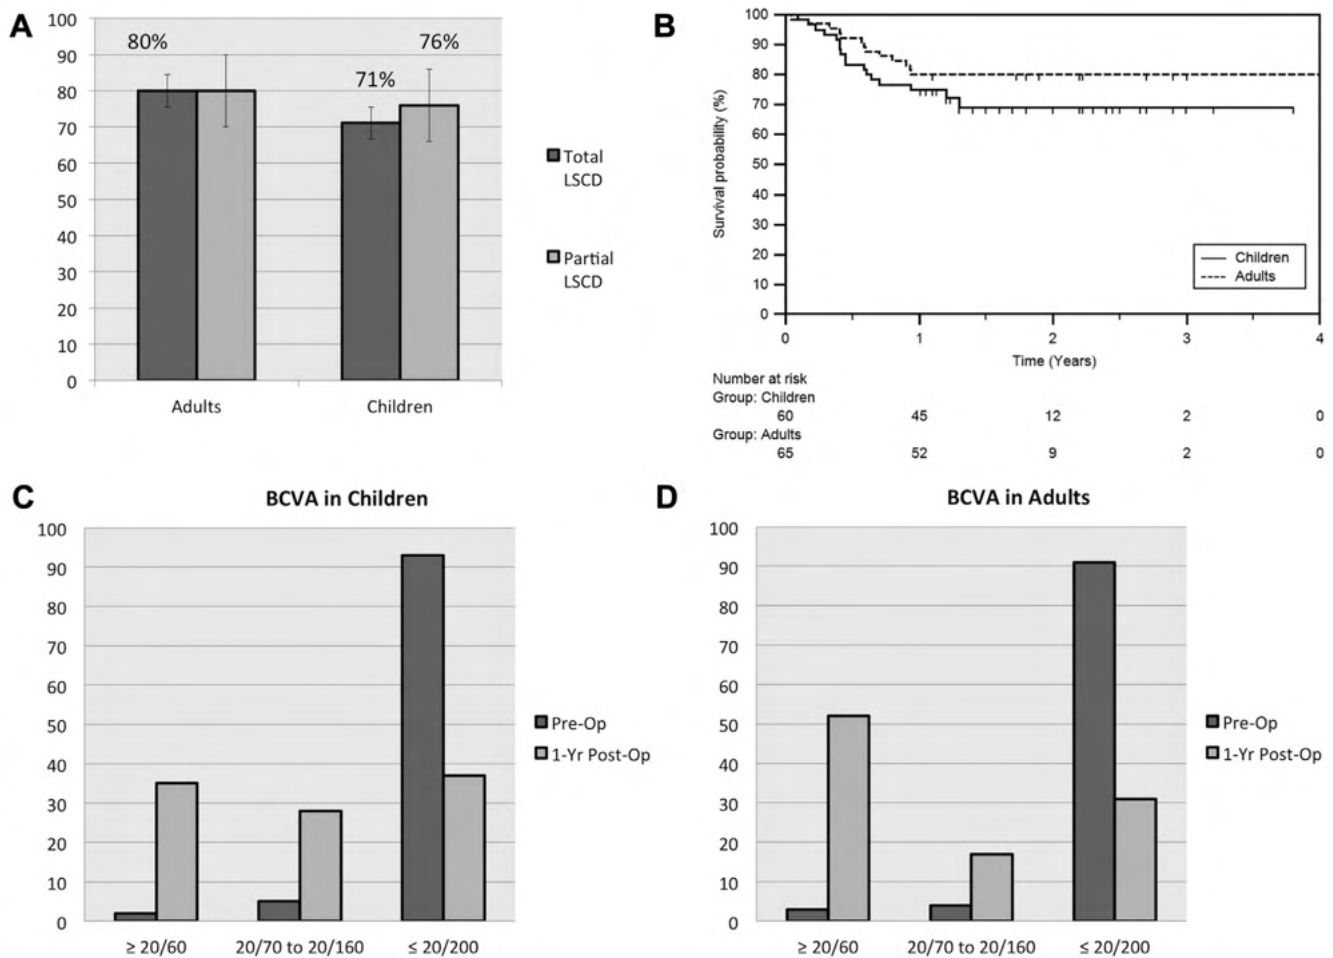 A
100
90
80
70
60
50
40
30
20
10
0
80%
71%
76%
Adults
Children
Total
LSCD
Partial
LSCD
B
Survival probability (%)
100
90
80
70
60
50
40
30
20
10
0
0 1 2 3 4
Time (Years)
Children
Adults
Number at risk
Group: Children
60 45 12 2 0
Group: Adults
65 52 9 2 0
C
BCVA in Children
100
90
80
70
60
50
40
30
20
10
0
≥ 20/60 20/70 to 20/160 ≤ 20/200
Pre-Op
1-Yr Post-Op
D
BCVA in Adults
100
90
80
70
60
50
40
30
20
10
0
≥ 20/60 20/70 to 20/160 ≤ 20/200
Pre-Op
1-Yr Post-Op